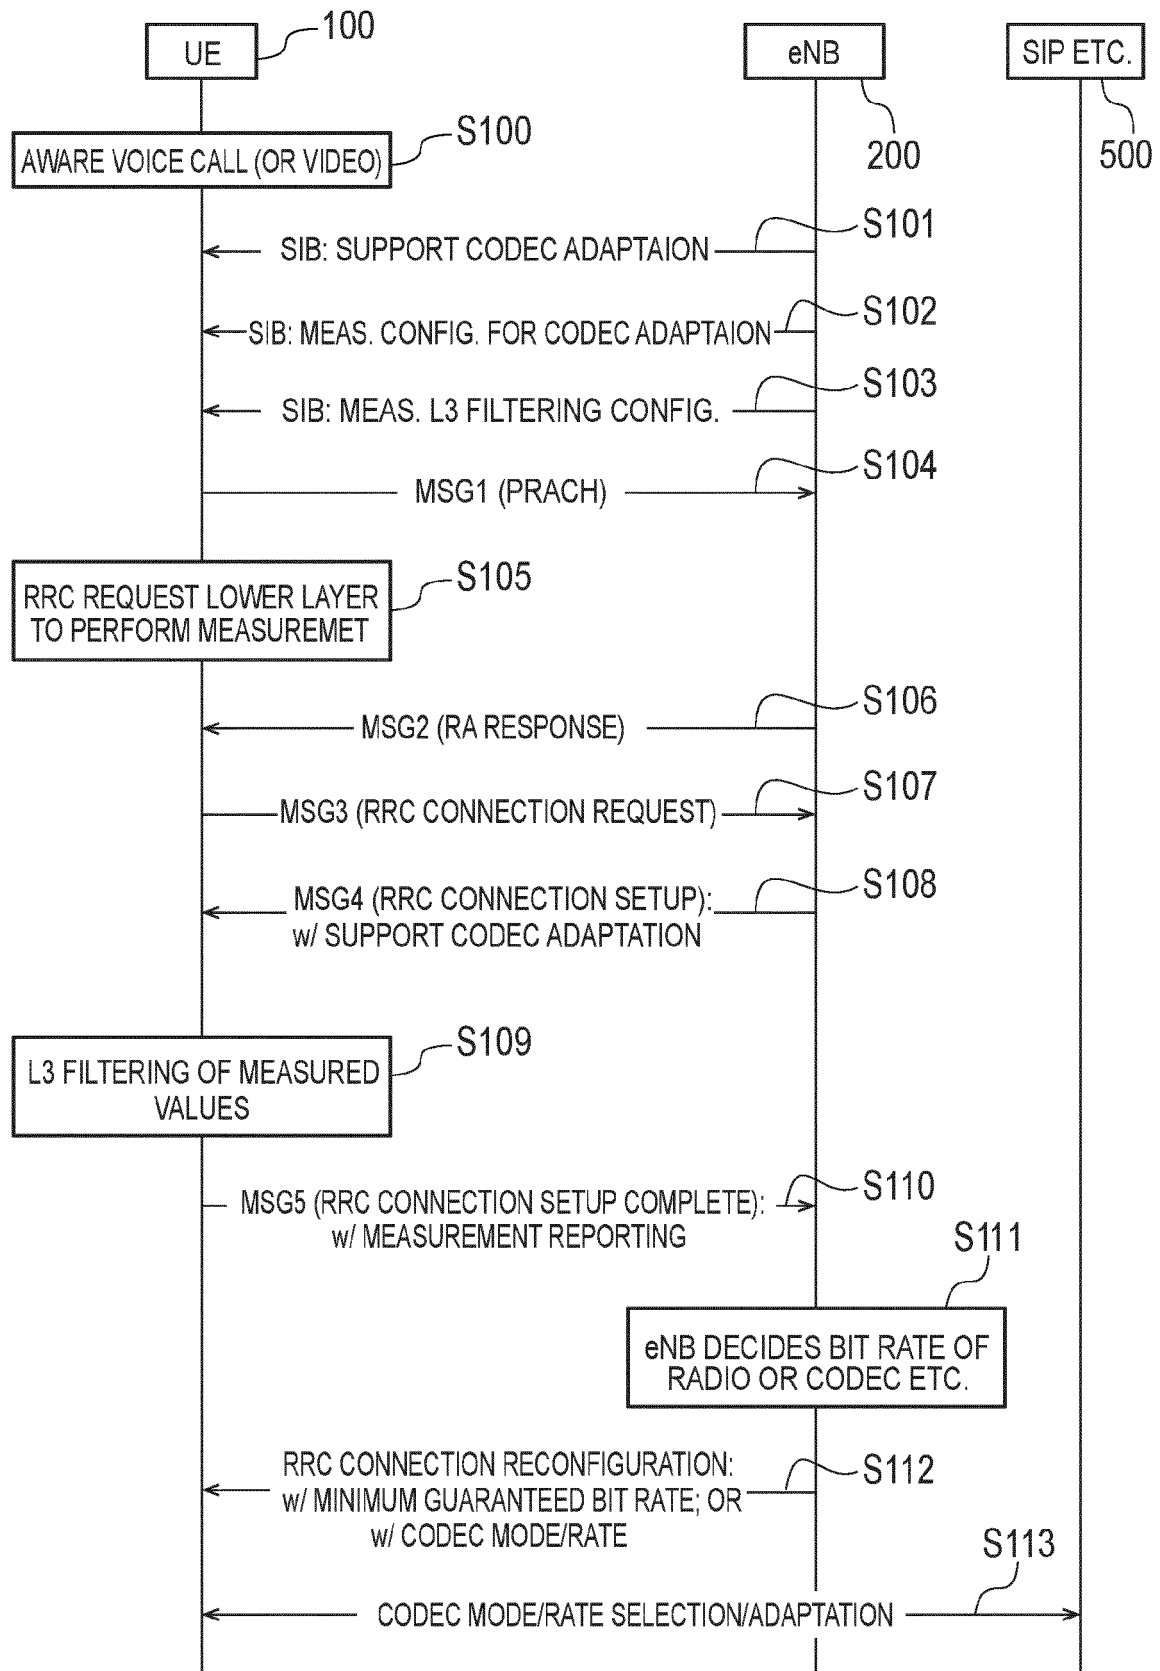 100
UE
eNB
SIP ETC.
200
500
S100
AWARE VOICE CALL (OR VIDEO)
S101
SIB: SUPPORT CODEC ADAPTAION
S102
SIB: MEAS. CONFIG. FOR CODEC ADAPTAION
S103
SIB: MEAS. L3 FILTERING CONFIG.
S104
MSG1 (PRACH)
S105
RRC REQUEST LOWER LAYER
TO PERFORM MEASUREMET
S106
MSG2 (RA RESPONSE)
S107
MSG3 (RRC CONNECTION REQUEST)
S108
MSG4 (RRC CONNECTION SETUP):
w/ SUPPORT CODEC ADAPTATION
S109
L3 FILTERING OF MEASURED
VALUES
S110
MSG5 (RRC CONNECTION SETUP COMPLETE):
w/ MEASUREMENT REPORTING
S111
eNB DECIDES BIT RATE OF
RADIO OR CODEC ETC.
S112
RRC CONNECTION RECONFIGURATION:
w/ MINIMUM GUARANTEED BIT RATE; OR
w/ CODEC MODE/RATE
S113
CODEC MODE/RATE SELECTION/ADAPTATION